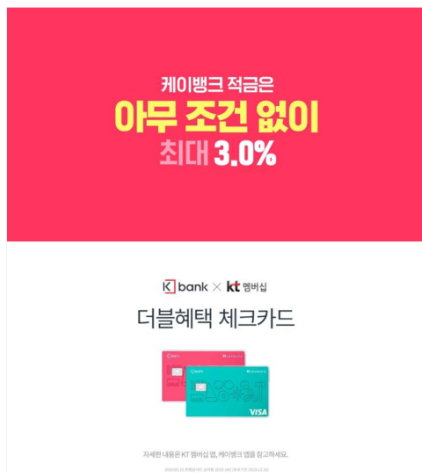 케이뱅크 적금은
아무 조건 없이
최대 3.0%
K bank × kt 멤버십
더블혜택 체크카드
VISA
자세한 내용은 KT 멤버십 앱, 케이뱅크 앱을 참고하세요.